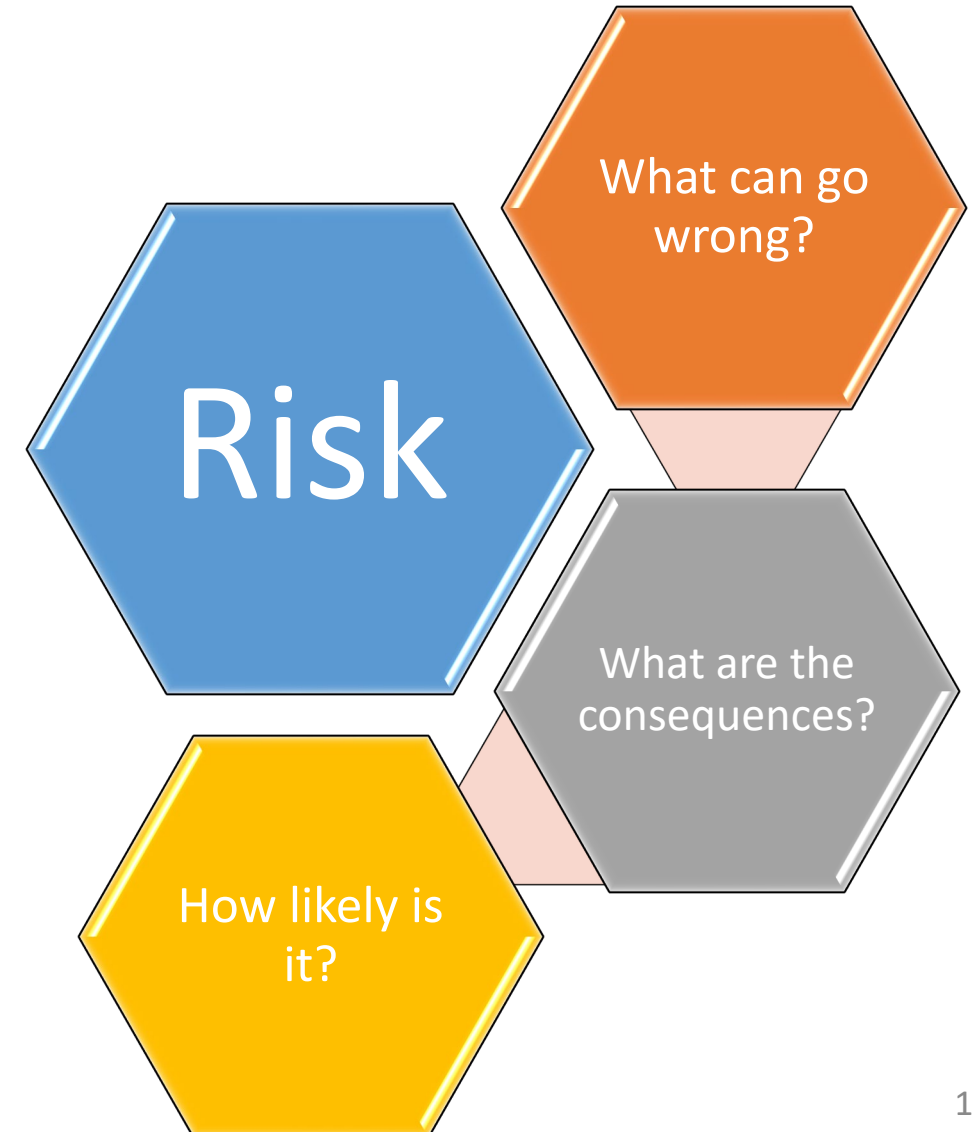 Risk
What can go
wrong?
What are the
consequences?
How likely is
it?
1